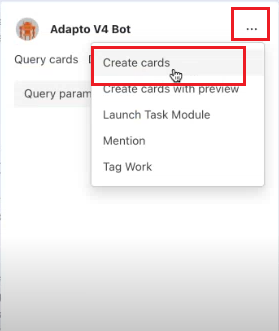 Adapto V4 Bot ...
Query cards
Create cards
Query param
Create cards with preview
Launch Task Module
Mention
Tag Work